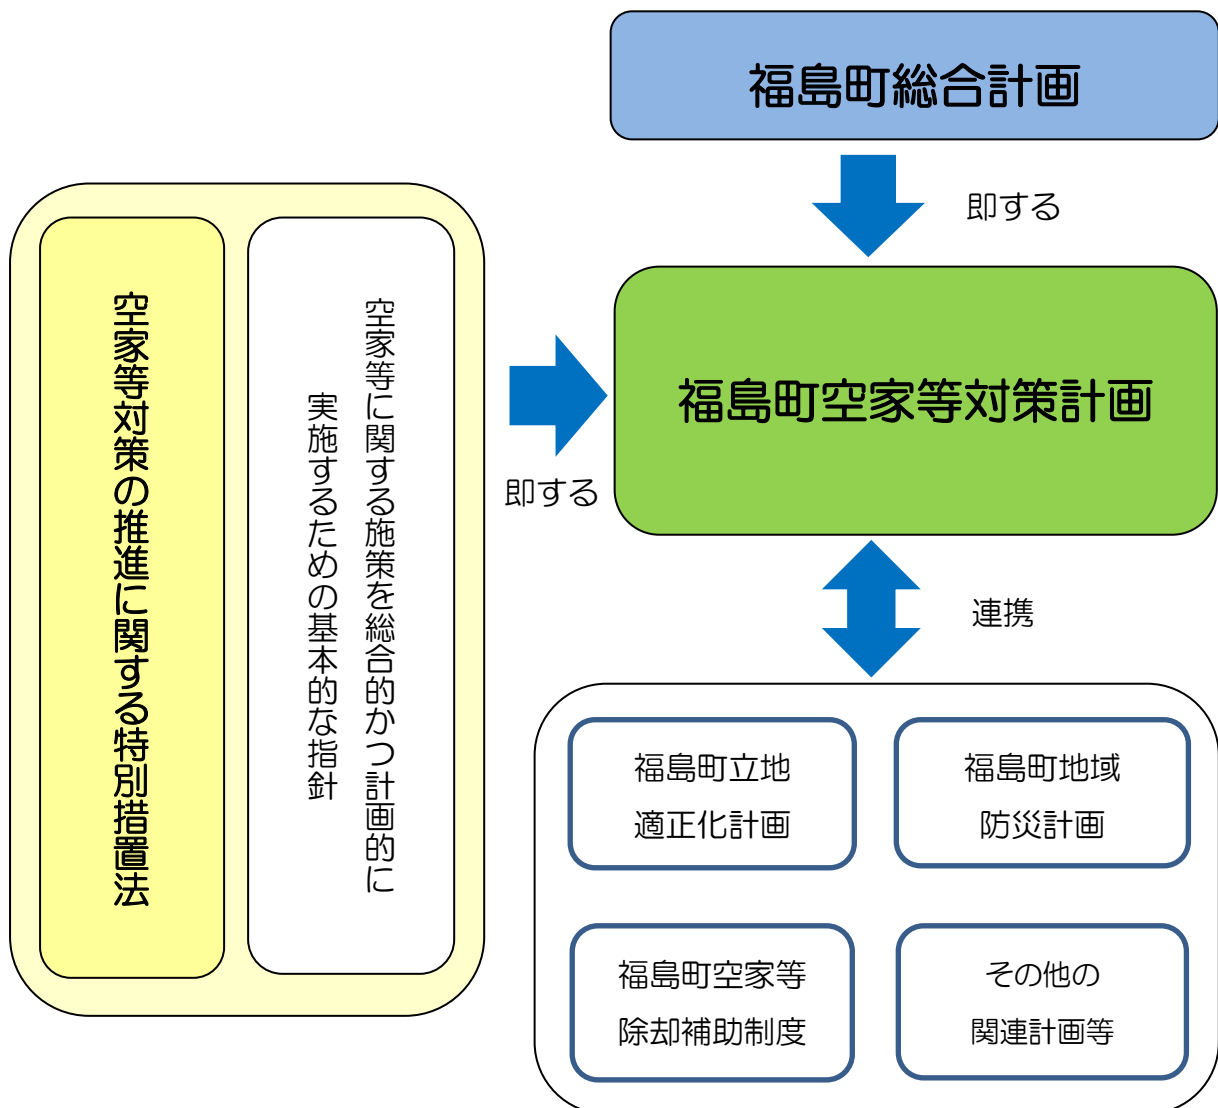 福島町総合計画
即する
空家等対策の推進に関する特別措置法
空家等に関する施策を総合的かつ計画的に
実施するための基本的な指針
即する
福島町空家等対策計画
連携
福島町立地
適正化計画
福島町地域
防災計画
福島町空家等
除却補助制度
その他の
関連計画等